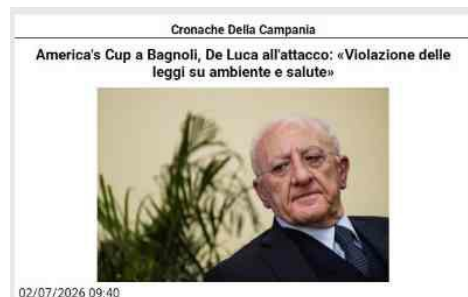 Cronache Della Campania
America's Cup a Bagnoli, De Luca all'attacco: «Violazione delle
leggi su ambiente e salute»
02/07/2026 09:40